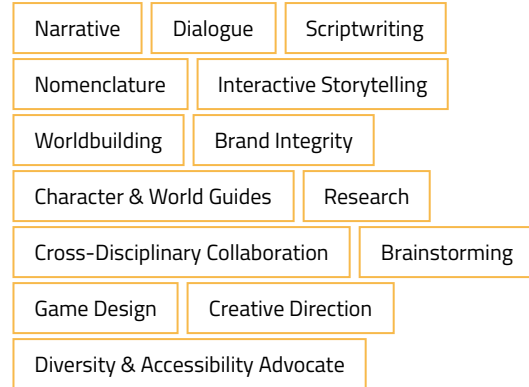 Narrative Dialogue Scriptwriting
Nomenclature Interactive Storytelling
Worldbuilding Brand Integrity
Character & World Guides Research
Cross-Disciplinary Collaboration Brainstorming
Game Design Creative Direction
Diversity & Accessibility Advocate